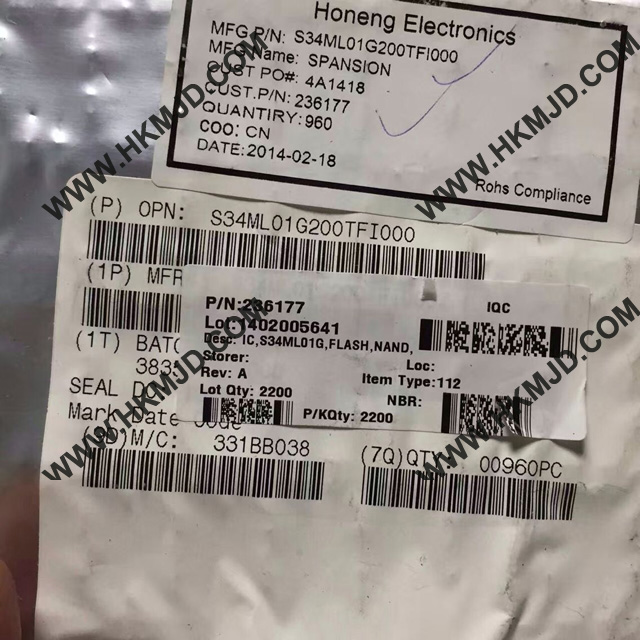 Honeng Electronics
MFG P/N: S34ML01G200TFI000
MFG Name: SPANSION
CUST PO#: 4A1418
CUST.P/N: 236177
QUANTIRY: 960
COO: CN
DATE: 2014-02-18
Rohs Compliance
(P) OPN: S34ML01G200TFI000
(1P) MFR
(1T) BATC
383
SEAL
Mark Date
M/C: 331BB038
(7Q)QTY: 00960PC
P/N:236177
IQC
Lot: 1402005641
Desc: IC,S34ML01G,FLASH,NAND,
Storer:
Loc:
Rev: A
Item Type:112
Lot Qty: 2200
NBR:
P/KQty: 2200
WWW.HKMJD.COM
WWW.HKMJD.COM
WWW.HKMJD.COM
WWW.HKMJD.COM